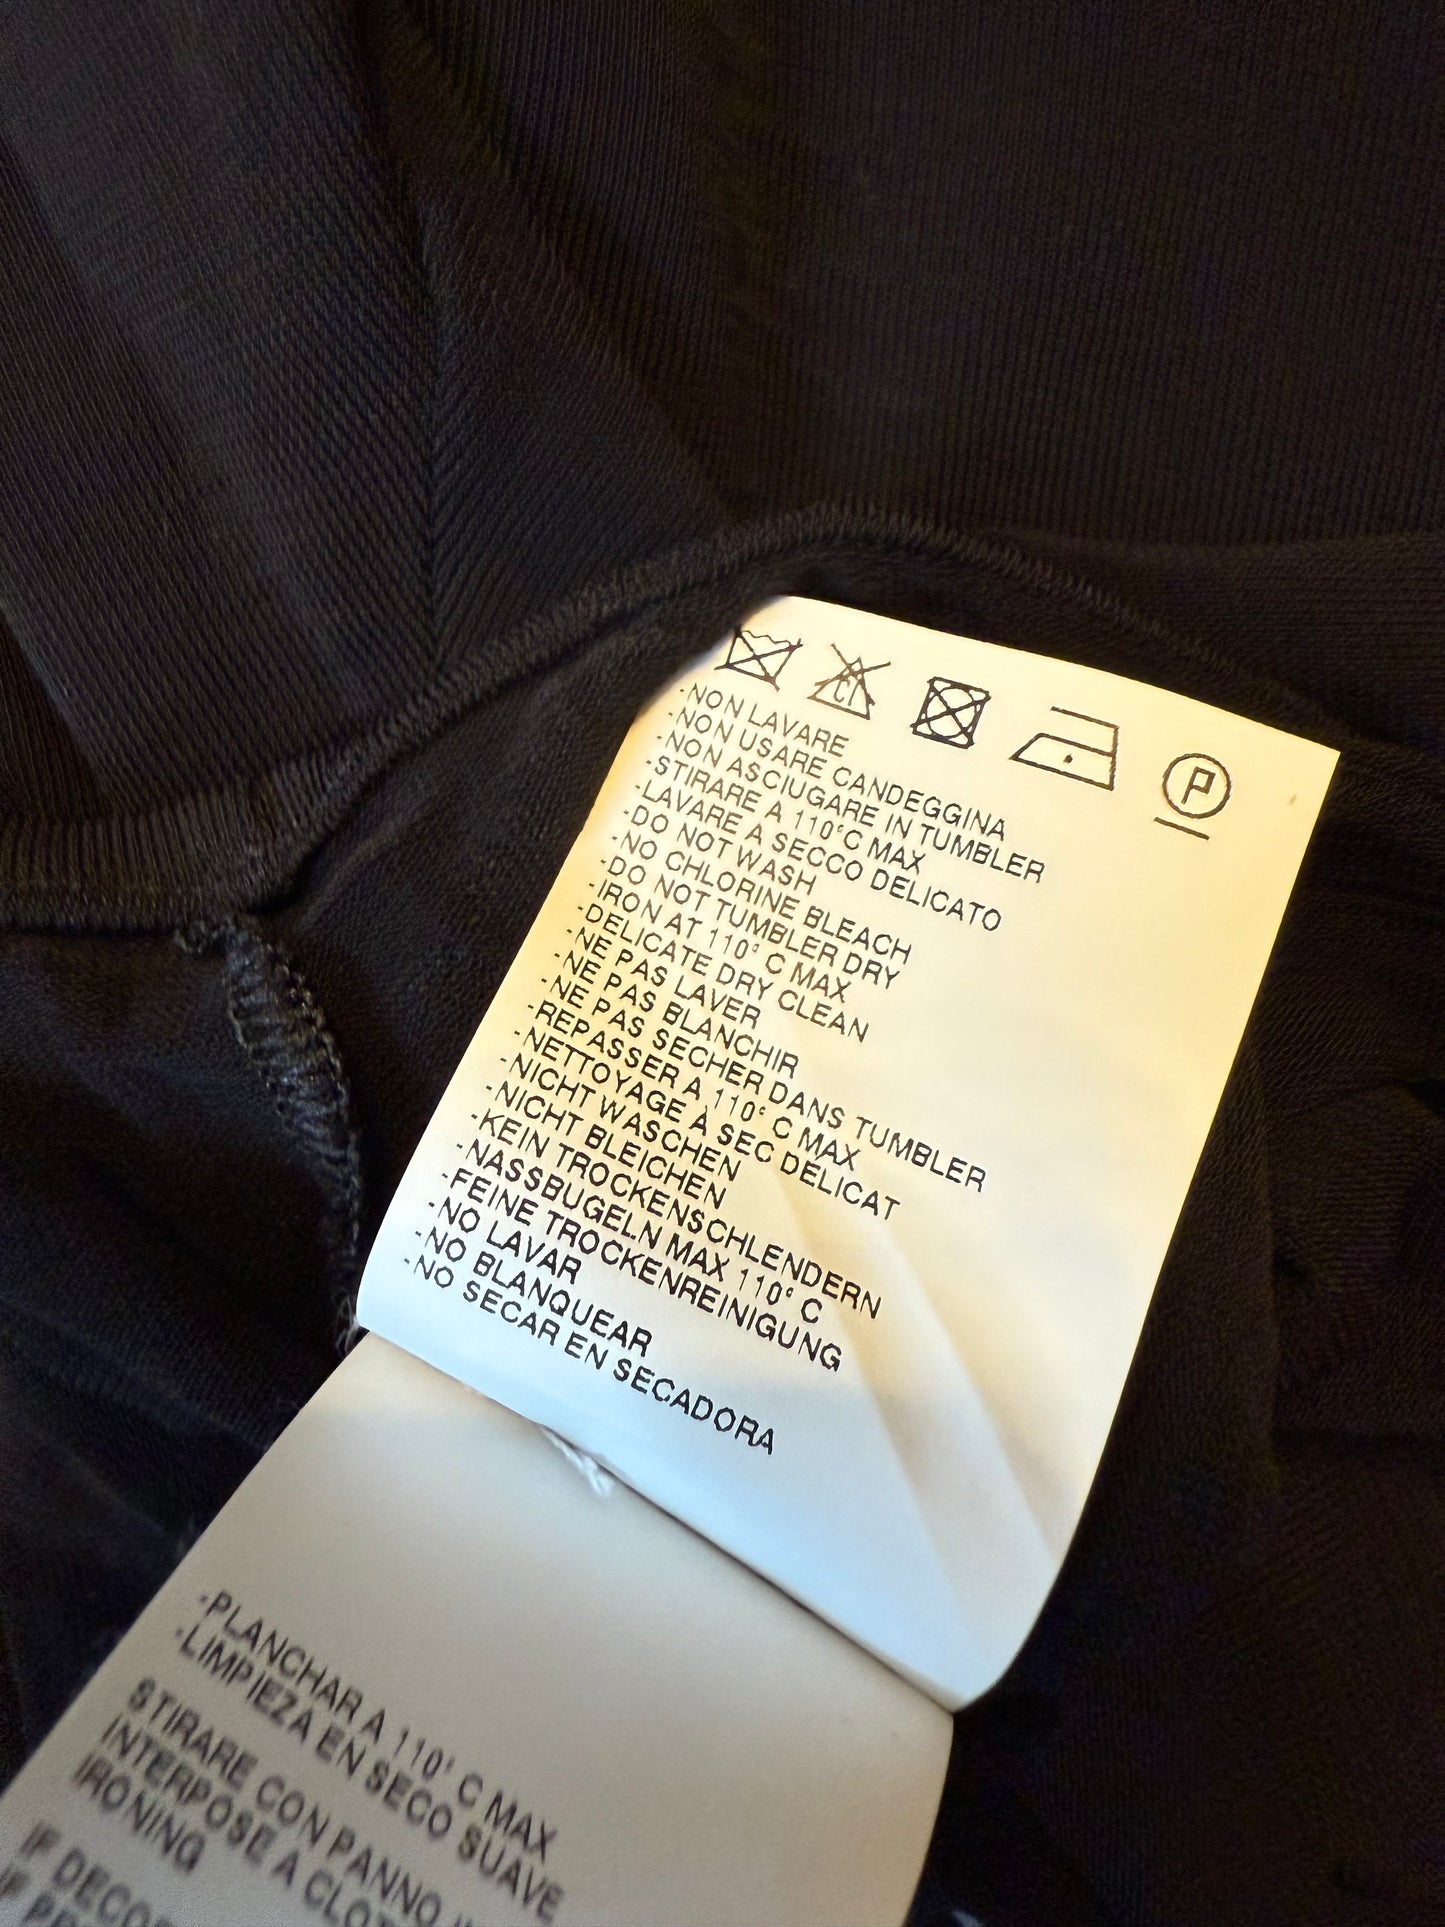 CL
P
-NON LAVARE
-NON USARE CANDEGGINA
-NON ASCIUGARE IN TUMBLER
-STIRARE A 110°C MAX
-LAVARE A SECCO DELICATO
-DO NOT WASH
-NO CHLORINE BLEACH
-DO NOT TUMBLER DRY
-IRON AT 110° C MAX
-DELICATE DRY CLEAN
-NE PAS LAVER
-NE PAS BLANCHIR
-NE PAS SECHER DANS TUMBLER
-REPASSER A 110° C MAX
-NETTOYAGE A SEC DELICAT
-NICHT WASCHEN
-NICHT BLEICHEN
-KEIN TROCKENSCHLENDERN
-NASSBUGELN MAX 110° C
-FEINE TROCKENREINIGUNG
-NO LAVAR
-NO BLANQUEAR
-NO SECAR EN SECADORA
-PLANCHAR A 110° C MAX
-LIMPIEZA EN SECO SUAVE
STIRARE CON PANNO
INTERPOSE A
IRONING
IF